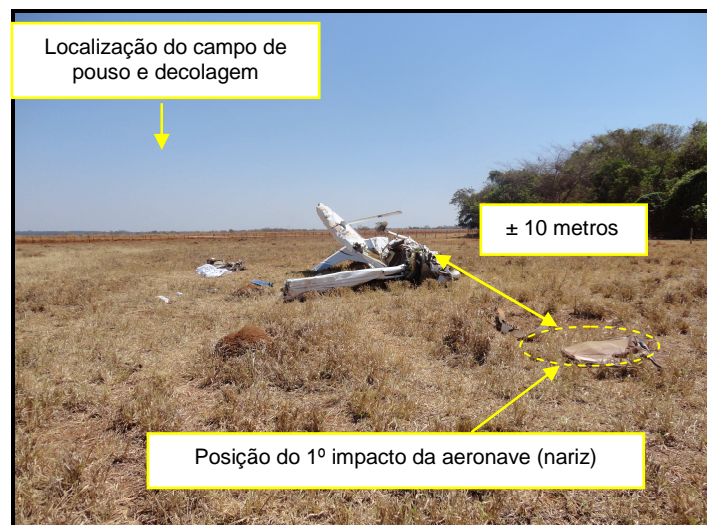 Localização do campo de
pouso e decolagem
± 10 metros
Posição do 1º impacto da aeronave (nariz)